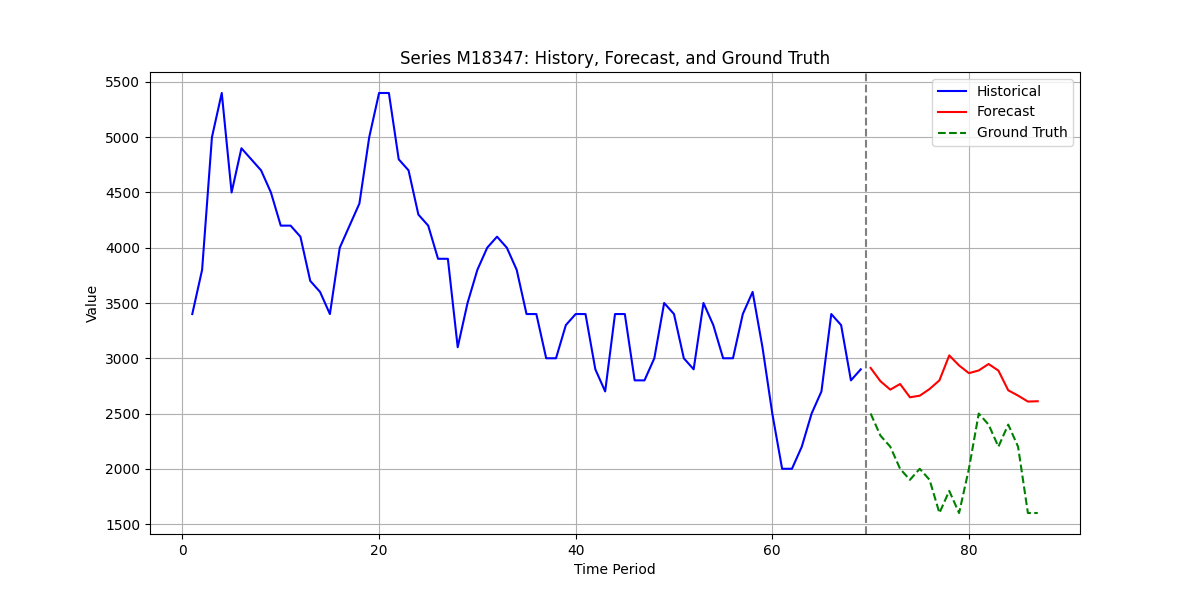 Series M18347: History, Forecast, and Ground Truth
Historical
Forecast
Ground Truth
5500
5000
4500
4000
3500
3000
2500
2000
1500
Value
0 20 40 60 80
Time Period